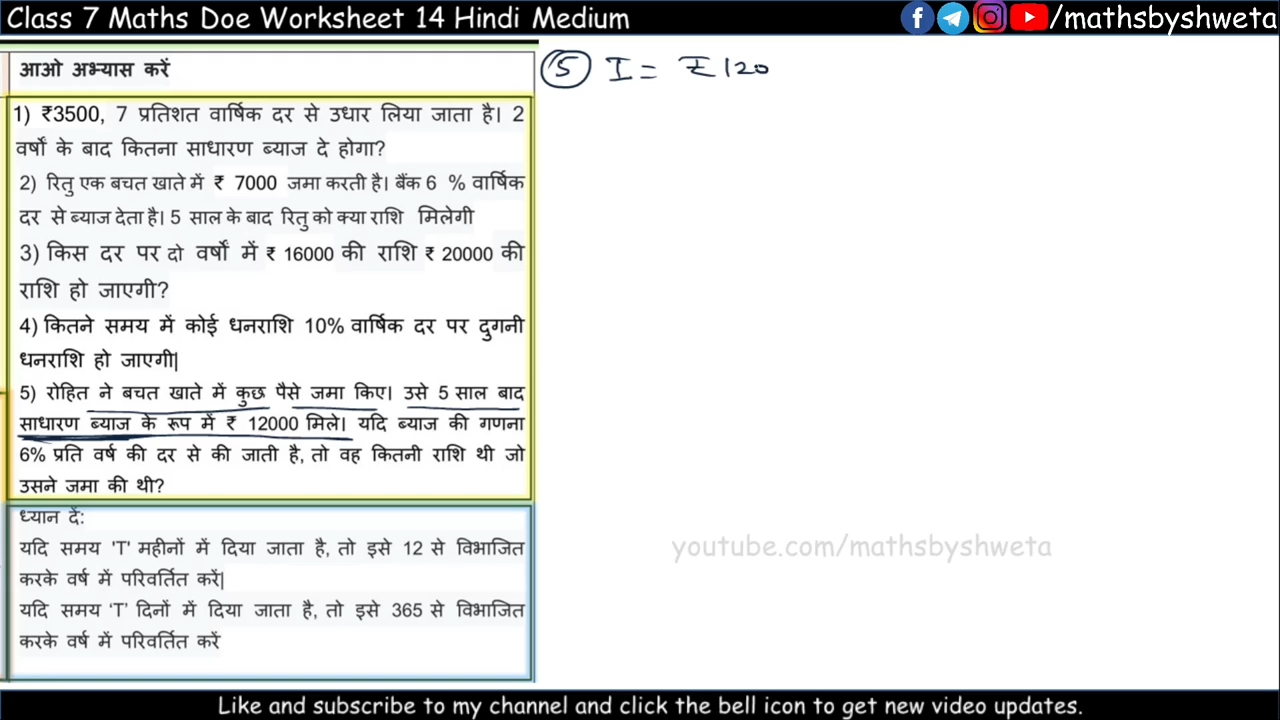 Class 7 Maths Doe Worksheet 14 Hindi Medium
/mathsbyshweta
आओ अभ्यास करें
1) ₹3500, 7 प्रतिशत वार्षिक दर से उधार लिया जाता है। 2
वर्षों के बाद कितना साधारण ब्याज दे होगा?
2) रितु एक बचत खाते में ₹ 7000 जमा करती है। बैंक 6 % वार्षिक
दर से ब्याज देता है। 5 साल के बाद रितु को क्या राशि मिलेगी
3) किस दर पर दो वर्षों में ₹ 16000 की राशि ₹ 20000 की
राशि हो जाएगी?
4) कितने समय में कोई धनराशि 10% वार्षिक दर पर दुगनी
धनराशि हो जाएगी|
5) रोहित ने बचत खाते में कुछ पैसे जमा किए। उसे 5 साल बाद
साधारण ब्याज के रूप में ₹ 12000 मिले। यदि ब्याज की गणना
6% प्रति वर्ष की दर से की जाती है, तो वह कितनी राशि थी जो
उसने जमा की थी?
ध्यान दें:
यदि समय 'T' महीनों में दिया जाता है, तो इसे 12 से विभाजित
करके वर्ष में परिवर्तित करें|
यदि समय 'T' दिनों में दिया जाता है, तो इसे 365 से विभाजित
करके वर्ष में परिवर्तित करें
5 I = ₹120
youtube.com/mathsbyshweta
Like and subscribe to my channel and click the bell icon to get new video updates.